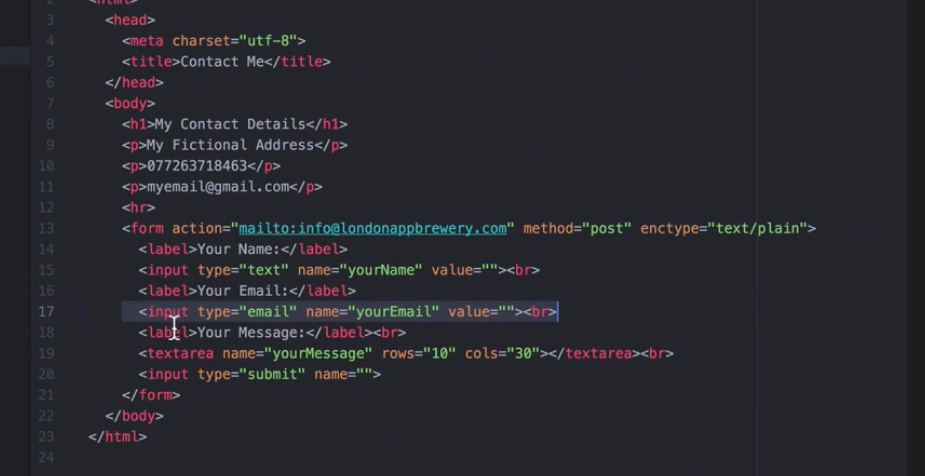 2 <html>
3 <head>
4 <meta charset="utf-8">
5 <title>Contact Me</title>
6 </head>
7 <body>
8 <h1>My Contact Details</h1>
9 <p>My Fictional Address</p>
10 <p>077263718463</p>
11 <p>myemail@gmail.com</p>
12 <hr>
13 <form action="mailto:info@londonappbrewery.com" method="post" enctype="text/plain">
14 <label>Your Name:</label>
15 <input type="text" name="yourName" value=""><br>
16 <label>Your Email:</label>
17 <input type="email" name="yourEmail" value=""><br>
18 <label>Your Message:</label><br>
19 <textarea name="yourMessage" rows="10" cols="30"></textarea><br>
20 <input type="submit" name="">
21 </form>
22 </body>
23 </html>
24